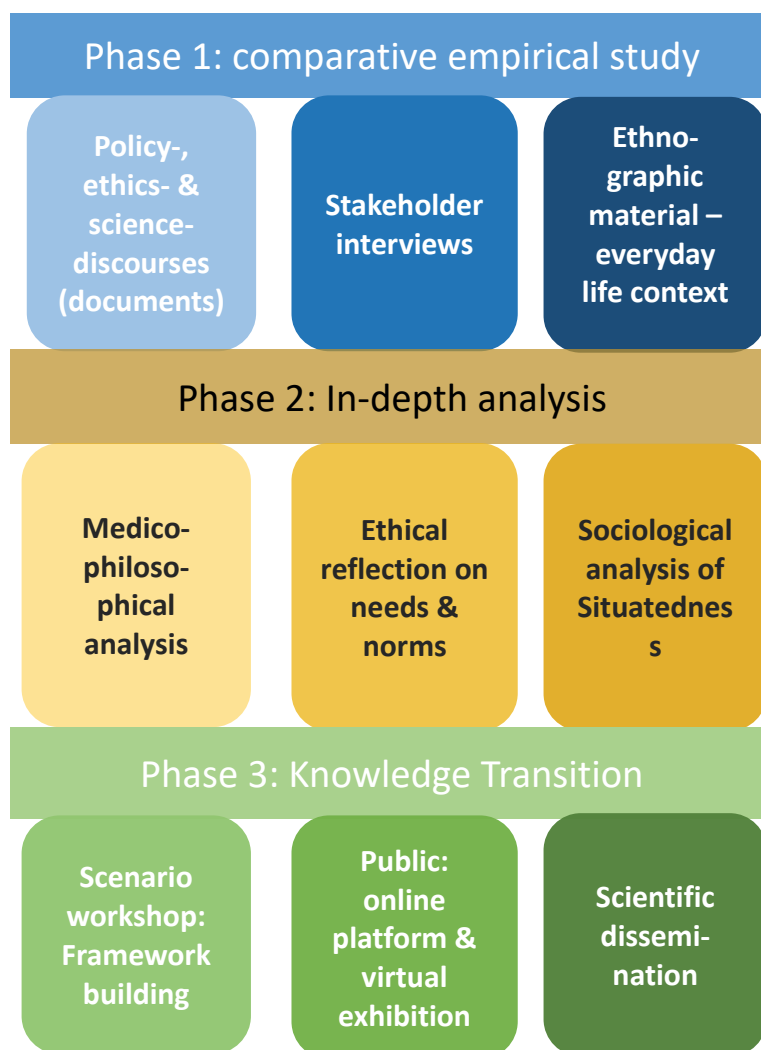 Phase 1: comparative empirical study
Policy-,
ethics- &
science-
discourses
(documents)
Stakeholder
interviews
Ethno-
graphic
material –
everyday
life context
Phase 2: In-depth analysis
Medico-
philoso-
phical
analysis
Ethical
reflection on
needs &
norms
Sociological
analysis of
Situatednes
s
Phase 3: Knowledge Transition
Scenario
workshop:
Framework
building
Public:
online
platform &
virtual
exhibition
Scientific
dissemi-
nation